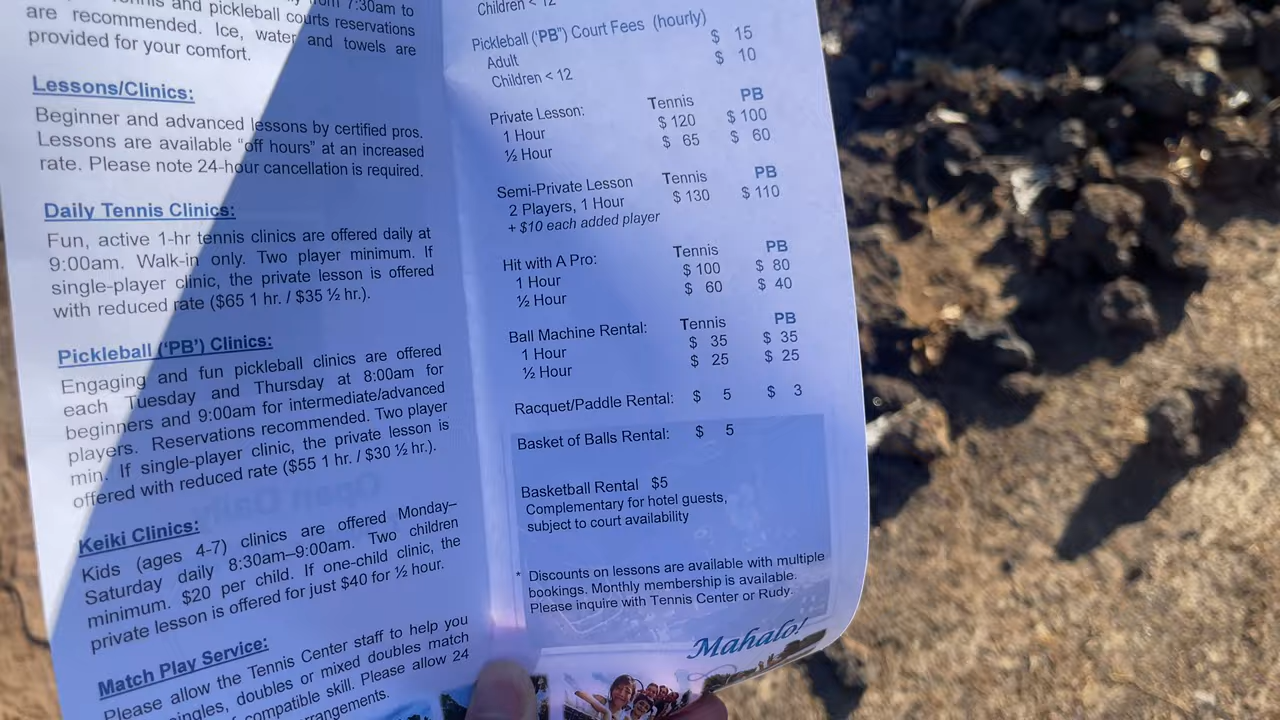 from 7:30am to
tennis and pickleball courts reservations
are recommended. Ice, water and towels are
provided for your comfort.
Lessons/Clinics:
Beginner and advanced lessons by certified pros.
Lessons are available "off hours" at an increased
rate. Please note 24-hour cancellation is required.
Daily Tennis Clinics:
Fun, active 1-hr tennis clinics are offered daily at
9:00am. Walk-in only. Two player minimum. If
single-player clinic, the private lesson is offered
with reduced rate ($65 1 hr. / $35 ½ hr.).
Pickleball ('PB') Clinics:
Engaging and fun pickleball clinics are offered
each Tuesday and Thursday at 8:00am for
beginners and 9:00am for intermediate/advanced
players. Reservations recommended. Two player
min. If single-player clinic, the private lesson is
offered with reduced rate ($55 1 hr. / $30 ½ hr.).
Keiki Clinics:
Kids (ages 4-7) clinics are offered Monday–
Saturday daily 8:30am–9:00am. Two children
minimum. $20 per child. If one-child clinic, the
private lesson is offered for just $40 for ½ hour.
Match Play Service:
Please allow the Tennis Center staff to help you
singles, doubles or mixed doubles match
compatible skill. Please allow 24
arrangements.
Children < 12
Pickleball ('PB') Court Fees (hourly)
Adult $ 15
Children < 12 $ 10
Private Lesson: Tennis PB
1 Hour $ 120 $ 100
½ Hour $ 65 $ 60
Semi-Private Lesson Tennis PB
2 Players, 1 Hour $ 130 $ 110
+ $10 each added player
Hit with A Pro: Tennis PB
1 Hour $ 100 $ 80
½ Hour $ 60 $ 40
Ball Machine Rental: Tennis PB
1 Hour $ 35 $ 35
½ Hour $ 25 $ 25
Racquet/Paddle Rental: $ 5 $ 3
Basket of Balls Rental: $ 5
Basketball Rental $5
Complementary for hotel guests,
subject to court availability
* Discounts on lessons are available with multiple
bookings. Monthly membership is available.
Please inquire with Tennis Center or Rudy.
Mahalo!